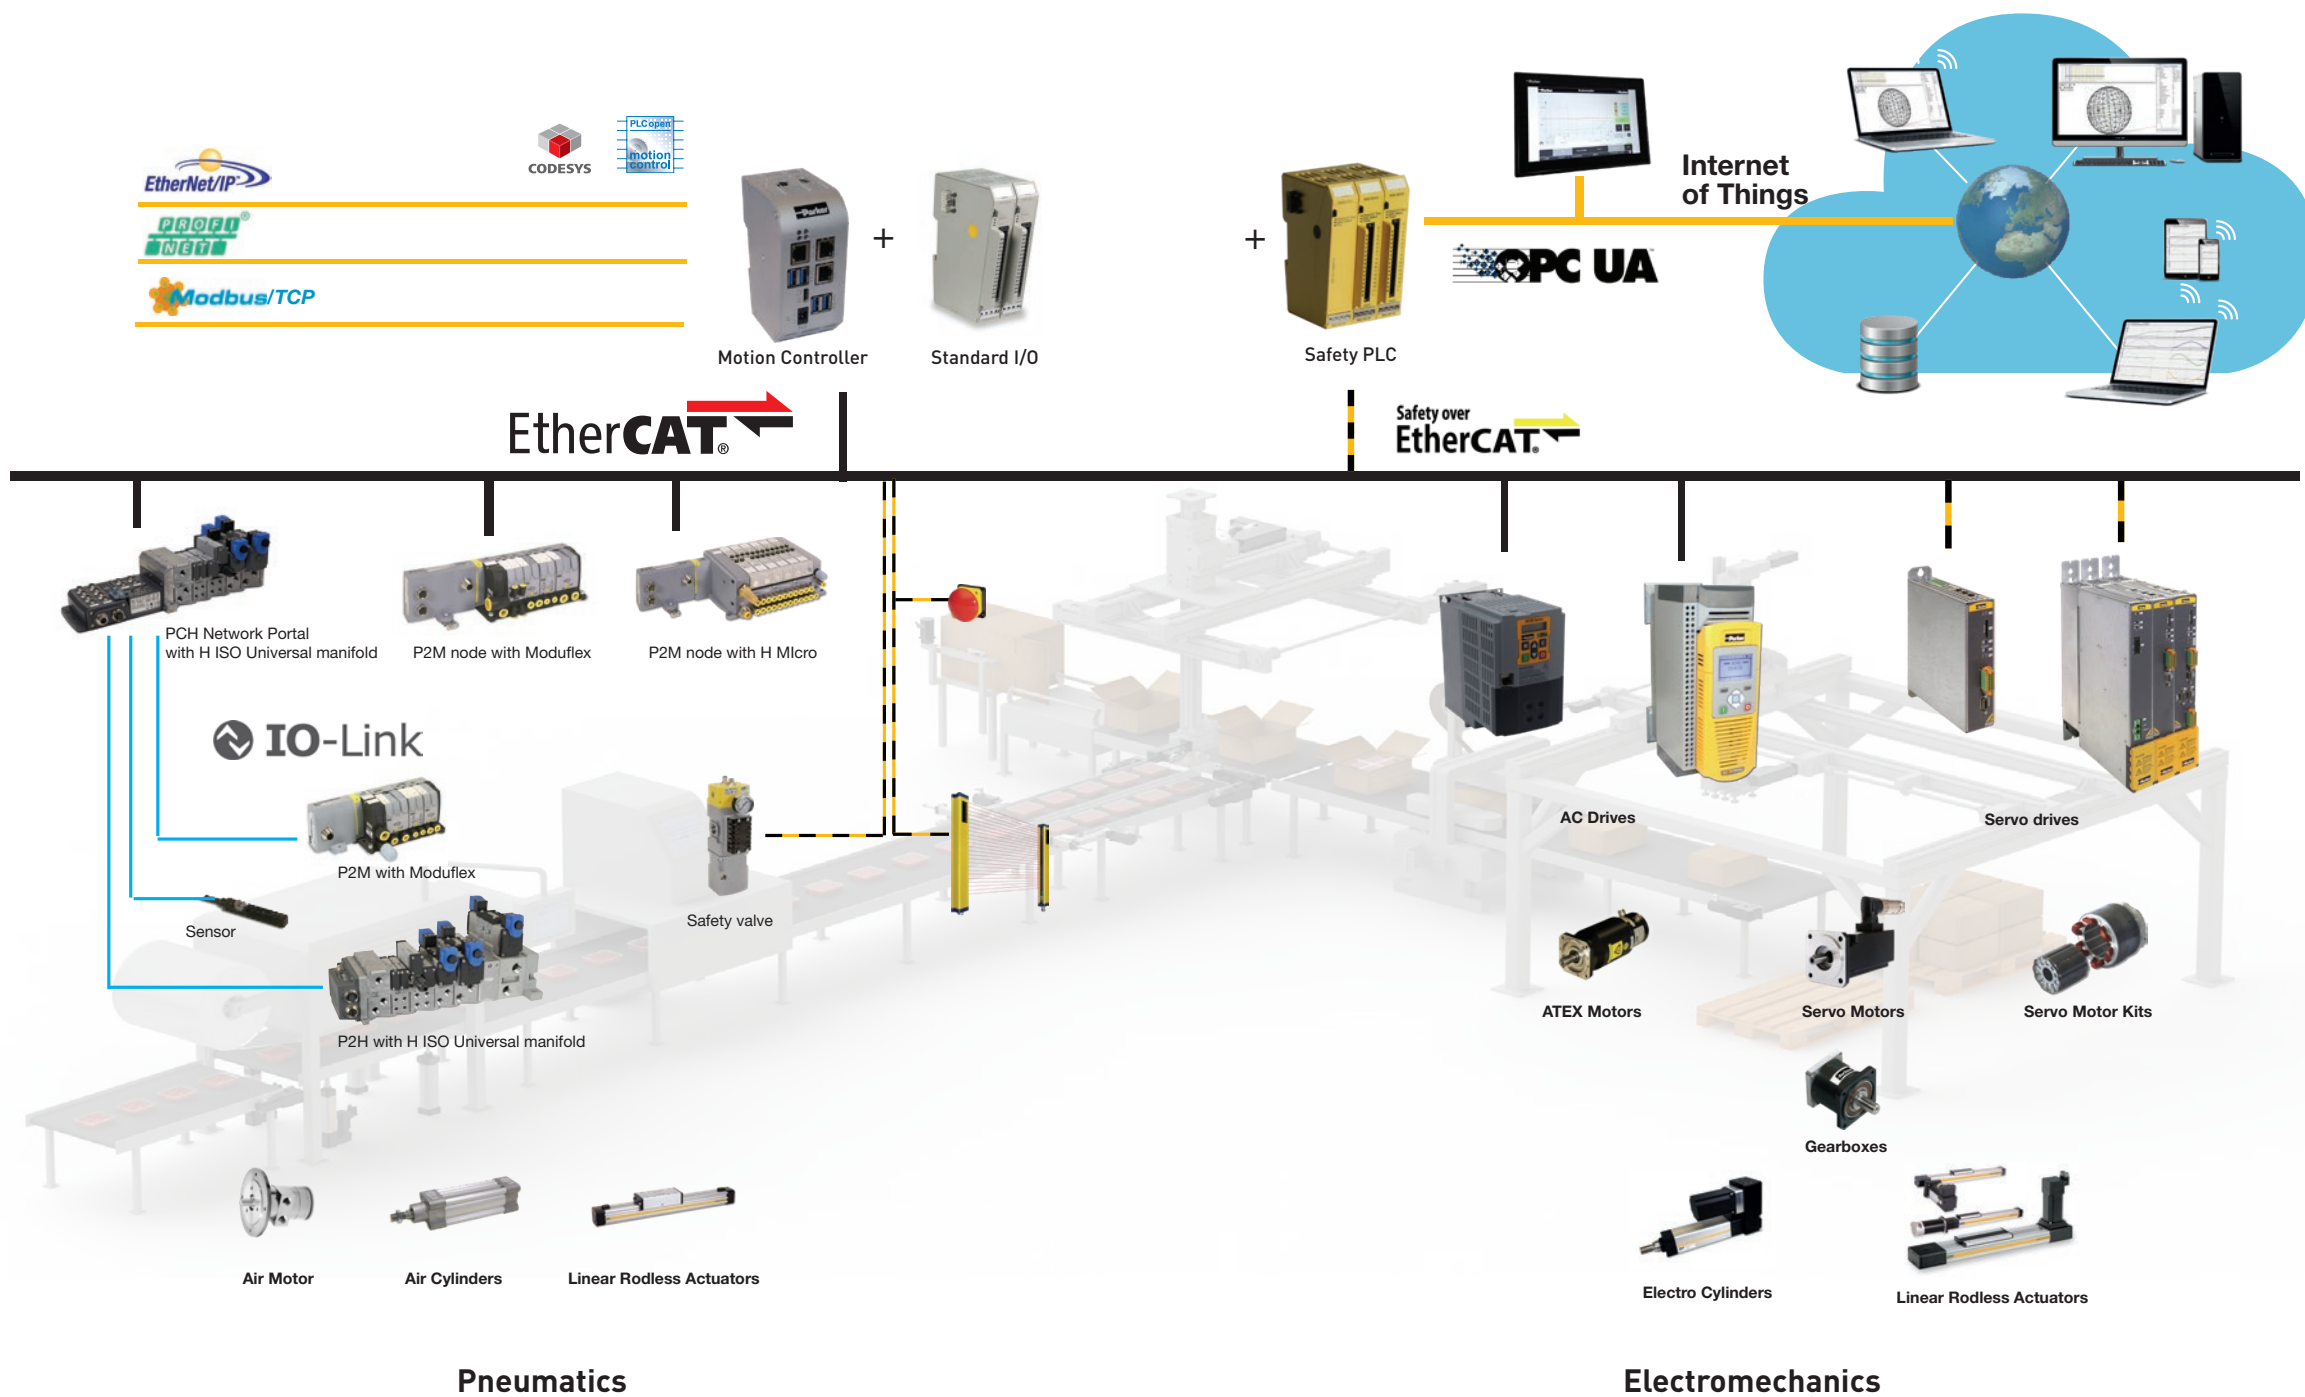 EtherNet/IP™
CODESYS
PLCopen
motion
control
PROFI
NET®
Modbus/TCP
Parker
Motion Controller
+
Standard I/O
+
Safety PLC
Internet
of Things
OPC UA
EtherCAT®
Safety over
EtherCAT®
PCH Network Portal
with H ISO Universal manifold
P2M node with Moduflex
P2M node with H MIcro
IO-Link
P2M with Moduflex
Sensor
Safety valve
P2H with H ISO Universal manifold
AC Drives
Servo drives
ATEX Motors
Servo Motors
Servo Motor Kits
Gearboxes
Air Motor
Air Cylinders
Linear Rodless Actuators
Electro Cylinders
Linear Rodless Actuators
Pneumatics
Electromechanics